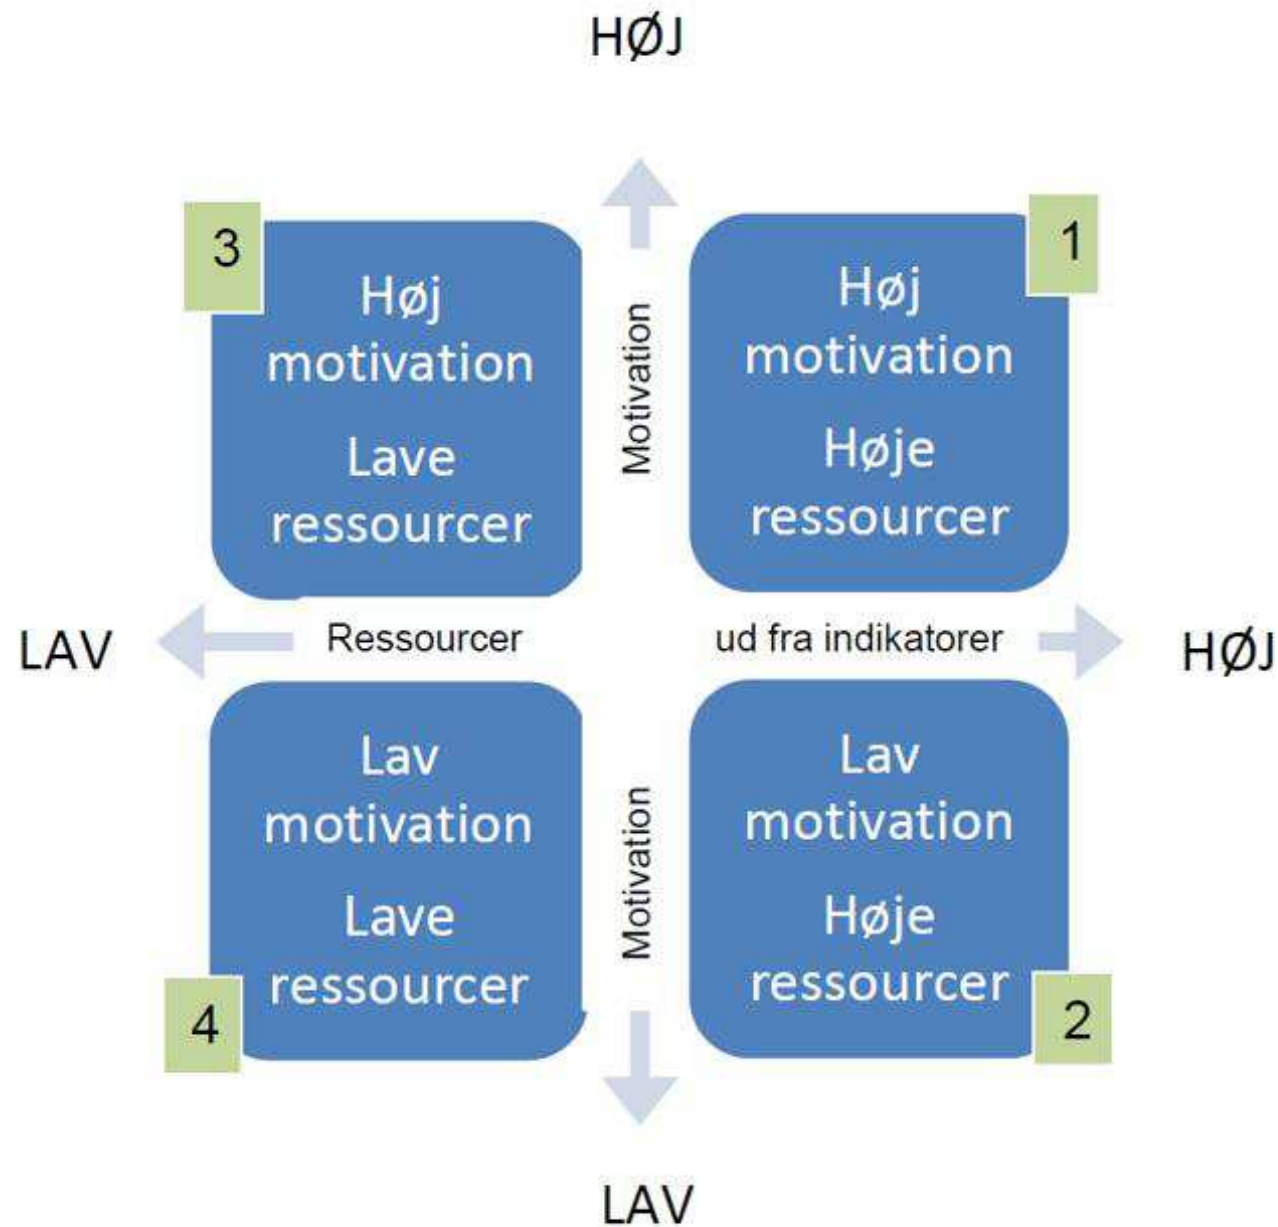 HØJ
3
Høj
motivation
Lave
ressourcer
Motivation
1
Høj
motivation
Høje
ressourcer
LAV
Ressourcer
ud fra indikatorer
HØJ
Lav
motivation
Lave
ressourcer
4
Motivation
Lav
motivation
Høje
ressourcer
2
LAV